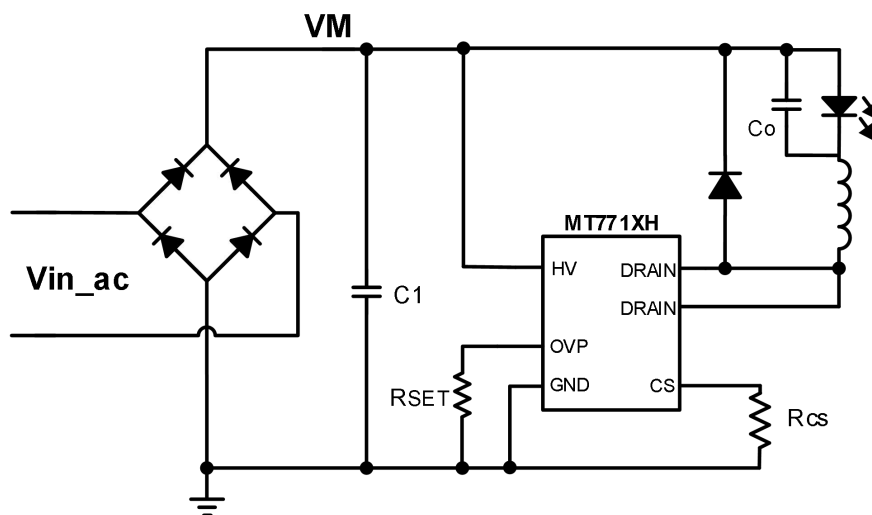 VM
Co
MT771XH
HV
DRAIN
Vin_ac
C1
DRAIN
OVP
RSET
GND
CS
Rcs